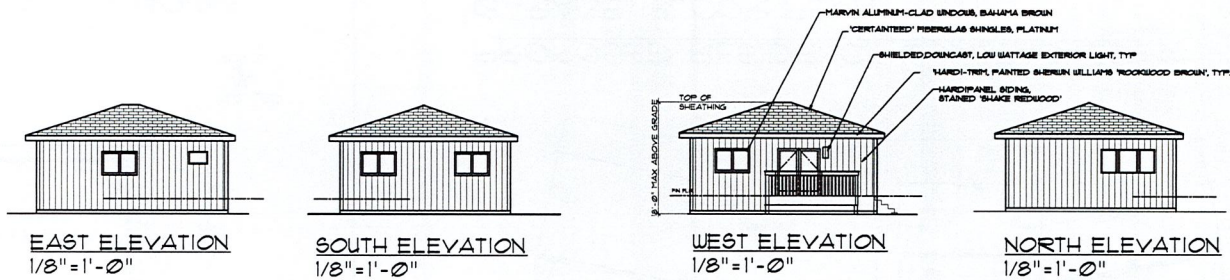 MARVIN ALUMINUM-CLAD WINDOWS, BAHAMA BROWN
'CERTAINTEED' FIBERGLAS SHINGLES, PLATINUM
SHIELDED, DOWNCAST, LOW WATTAGE EXTERIOR LIGHT, TYP
'HARDI-TRIM, PAINTED SHERWIN WILLIAMS 'ROOKWOOD BROWN', TYP.
HARDIPANEL SIDING,
STAINED 'SHAKE REDWOOD'
TOP OF
SHEATHING
MAX ABOVE GRADE
EAST ELEVATION
1/8"=1'-0"
SOUTH ELEVATION
1/8"=1'-0"
WEST ELEVATION
1/8"=1'-0"
NORTH ELEVATION
1/8"=1'-0"